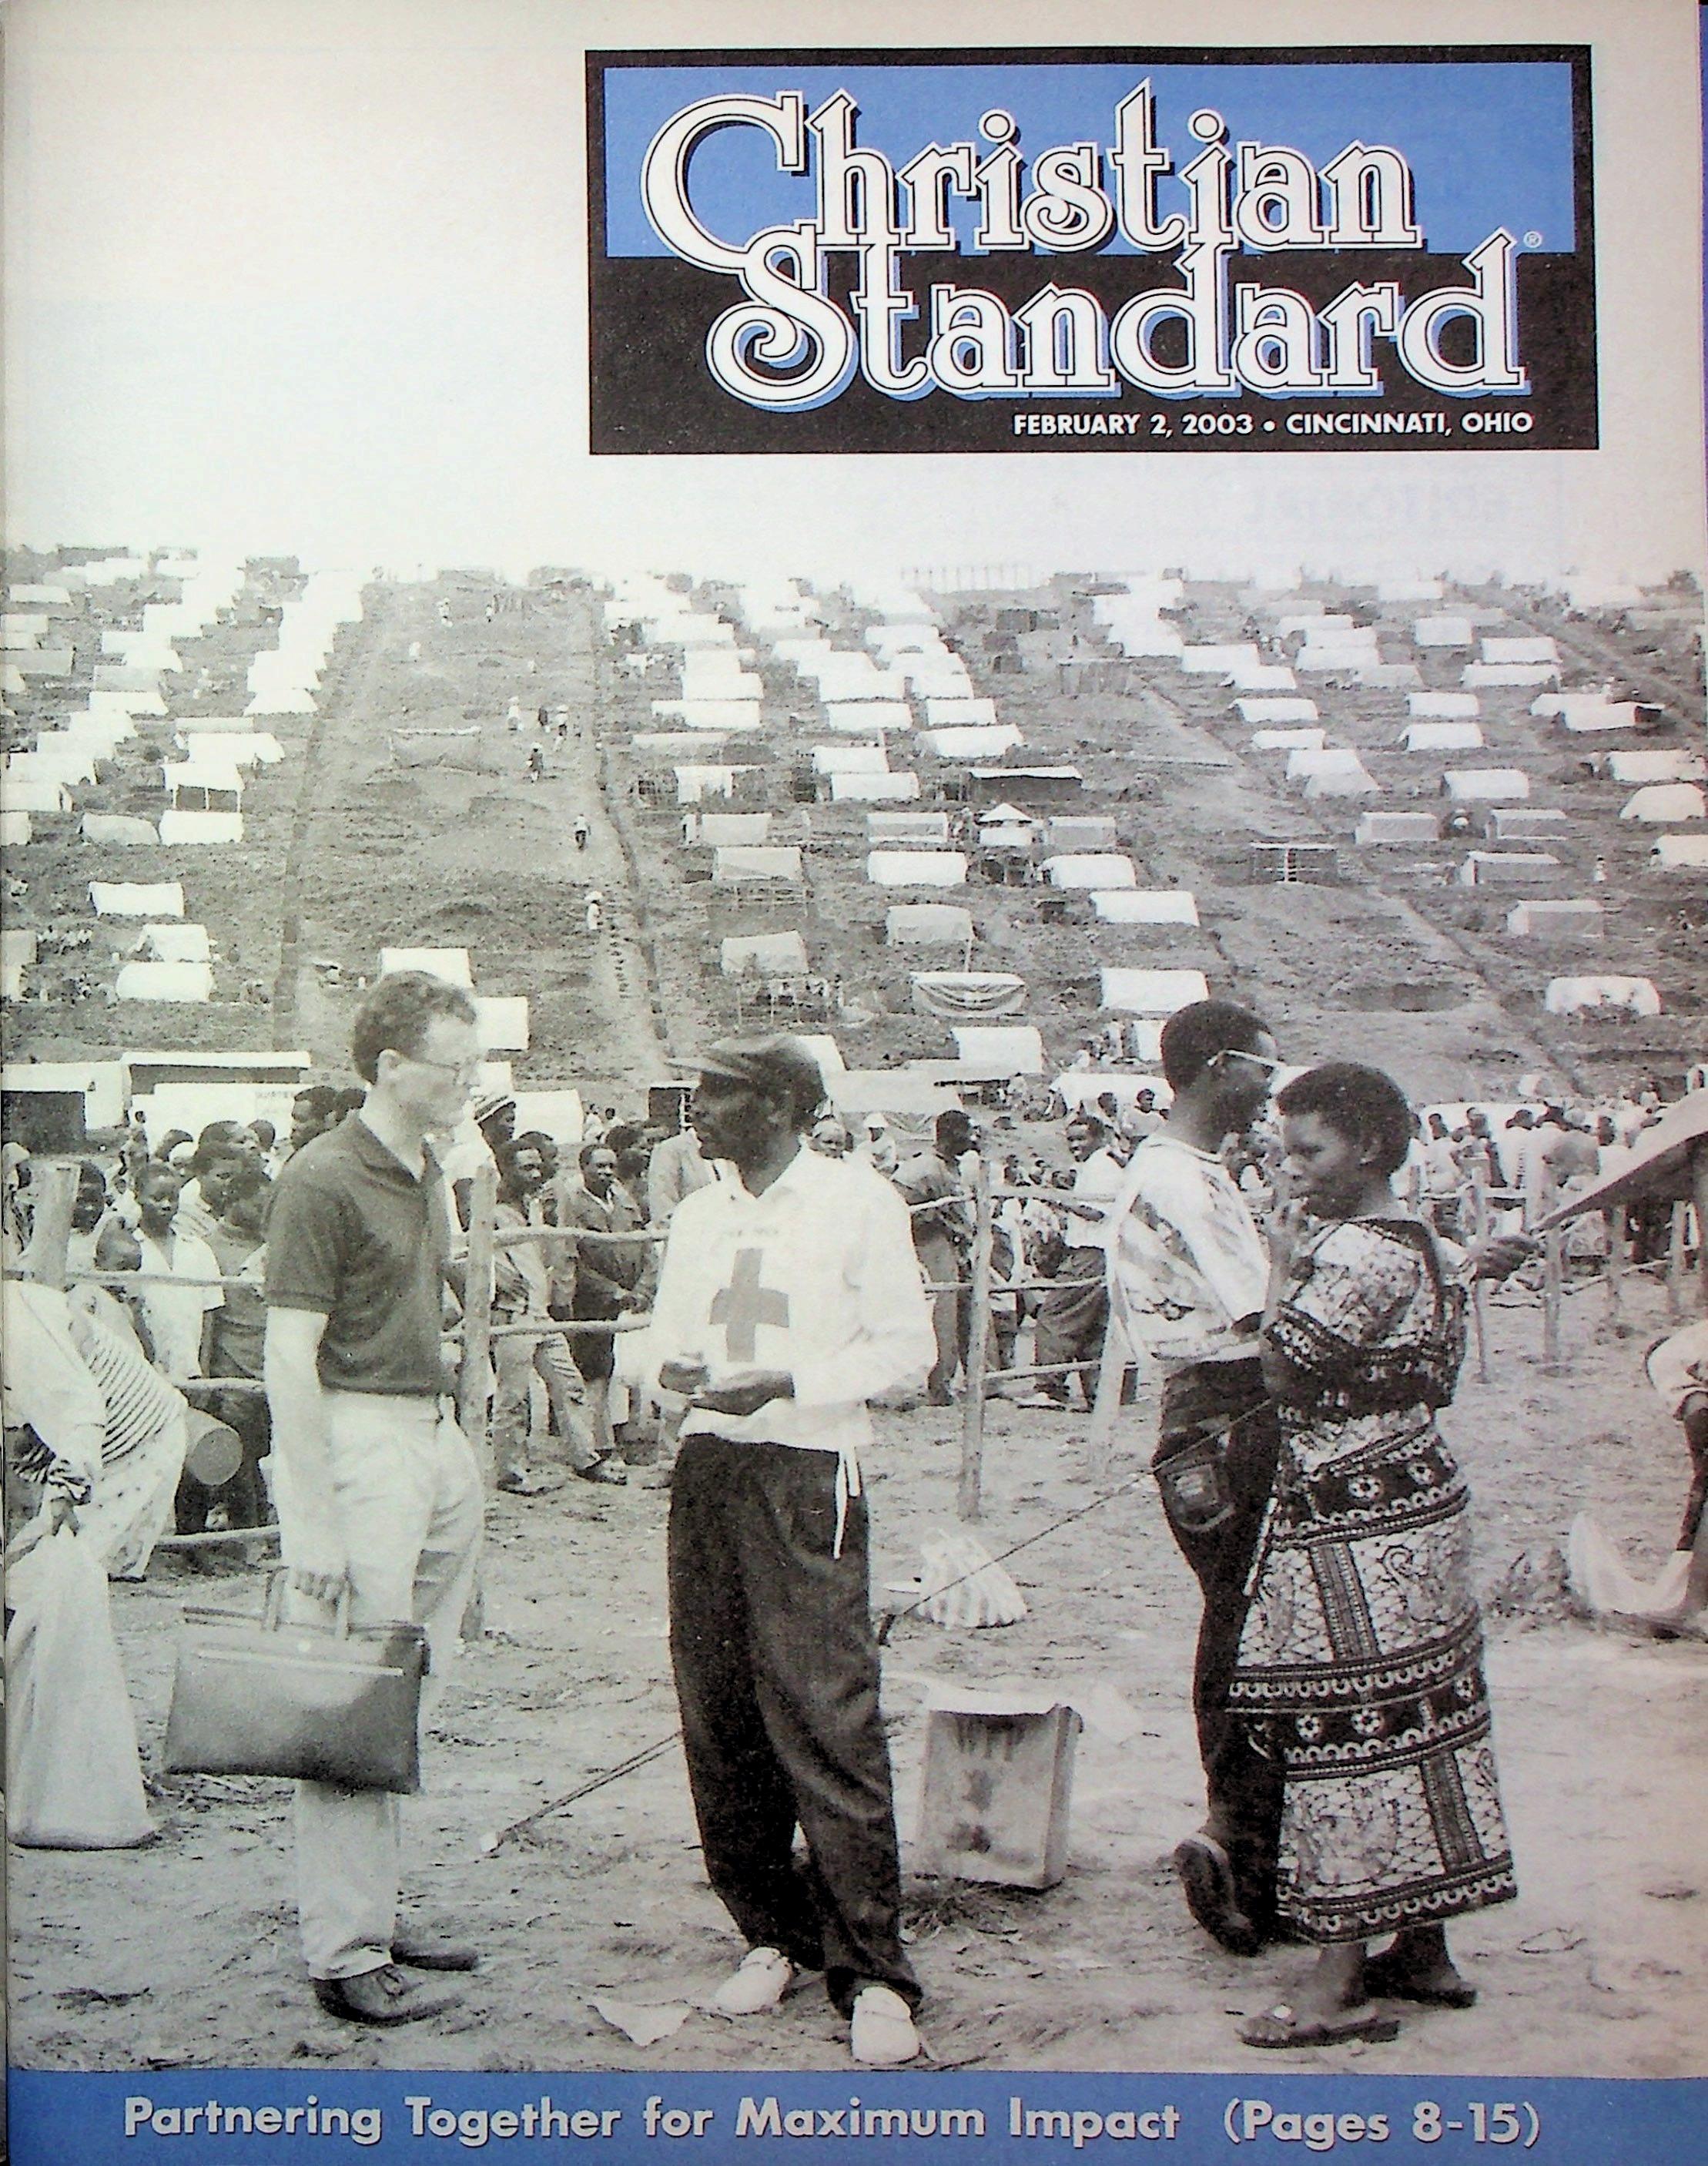 Christian
Standard®
FEBRUARY 2, 2003 • CINCINNATI, OHIO
Partnering Together for Maximum Impact (Pages 8-15)